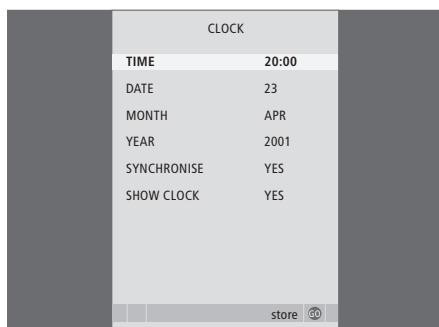 CLOCK
TIME 20:00
DATE 23
MONTH APR
YEAR 2001
SYNCHRONISE YES
SHOW CLOCK YES
store GO